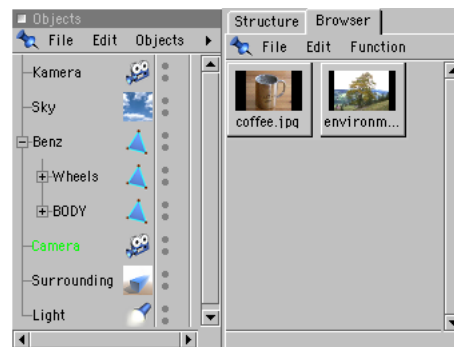 Objects
File Edit Objects
Kamera
Sky
Benz
Wheels
BODY
Camera
Surrounding
Light
Structure Browser
File Edit Function
coffee.jpg
environm...